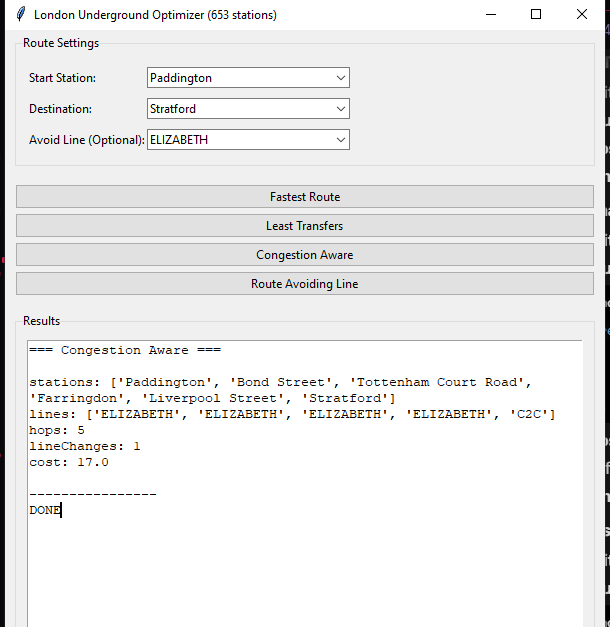 London Underground Optimizer (653 stations)
Route Settings
Start Station: Paddington
Destination: Stratford
Avoid Line (Optional): ELIZABETH
Fastest Route
Least Transfers
Congestion Aware
Route Avoiding Line
Results
=== Congestion Aware ===
stations: ['Paddington', 'Bond Street', 'Tottenham Court Road',
'Farringdon', 'Liverpool Street', 'Stratford']
lines: ['ELIZABETH', 'ELIZABETH', 'ELIZABETH', 'ELIZABETH', 'C2C']
hops: 5
lineChanges: 1
cost: 17.0
----------------
DONE